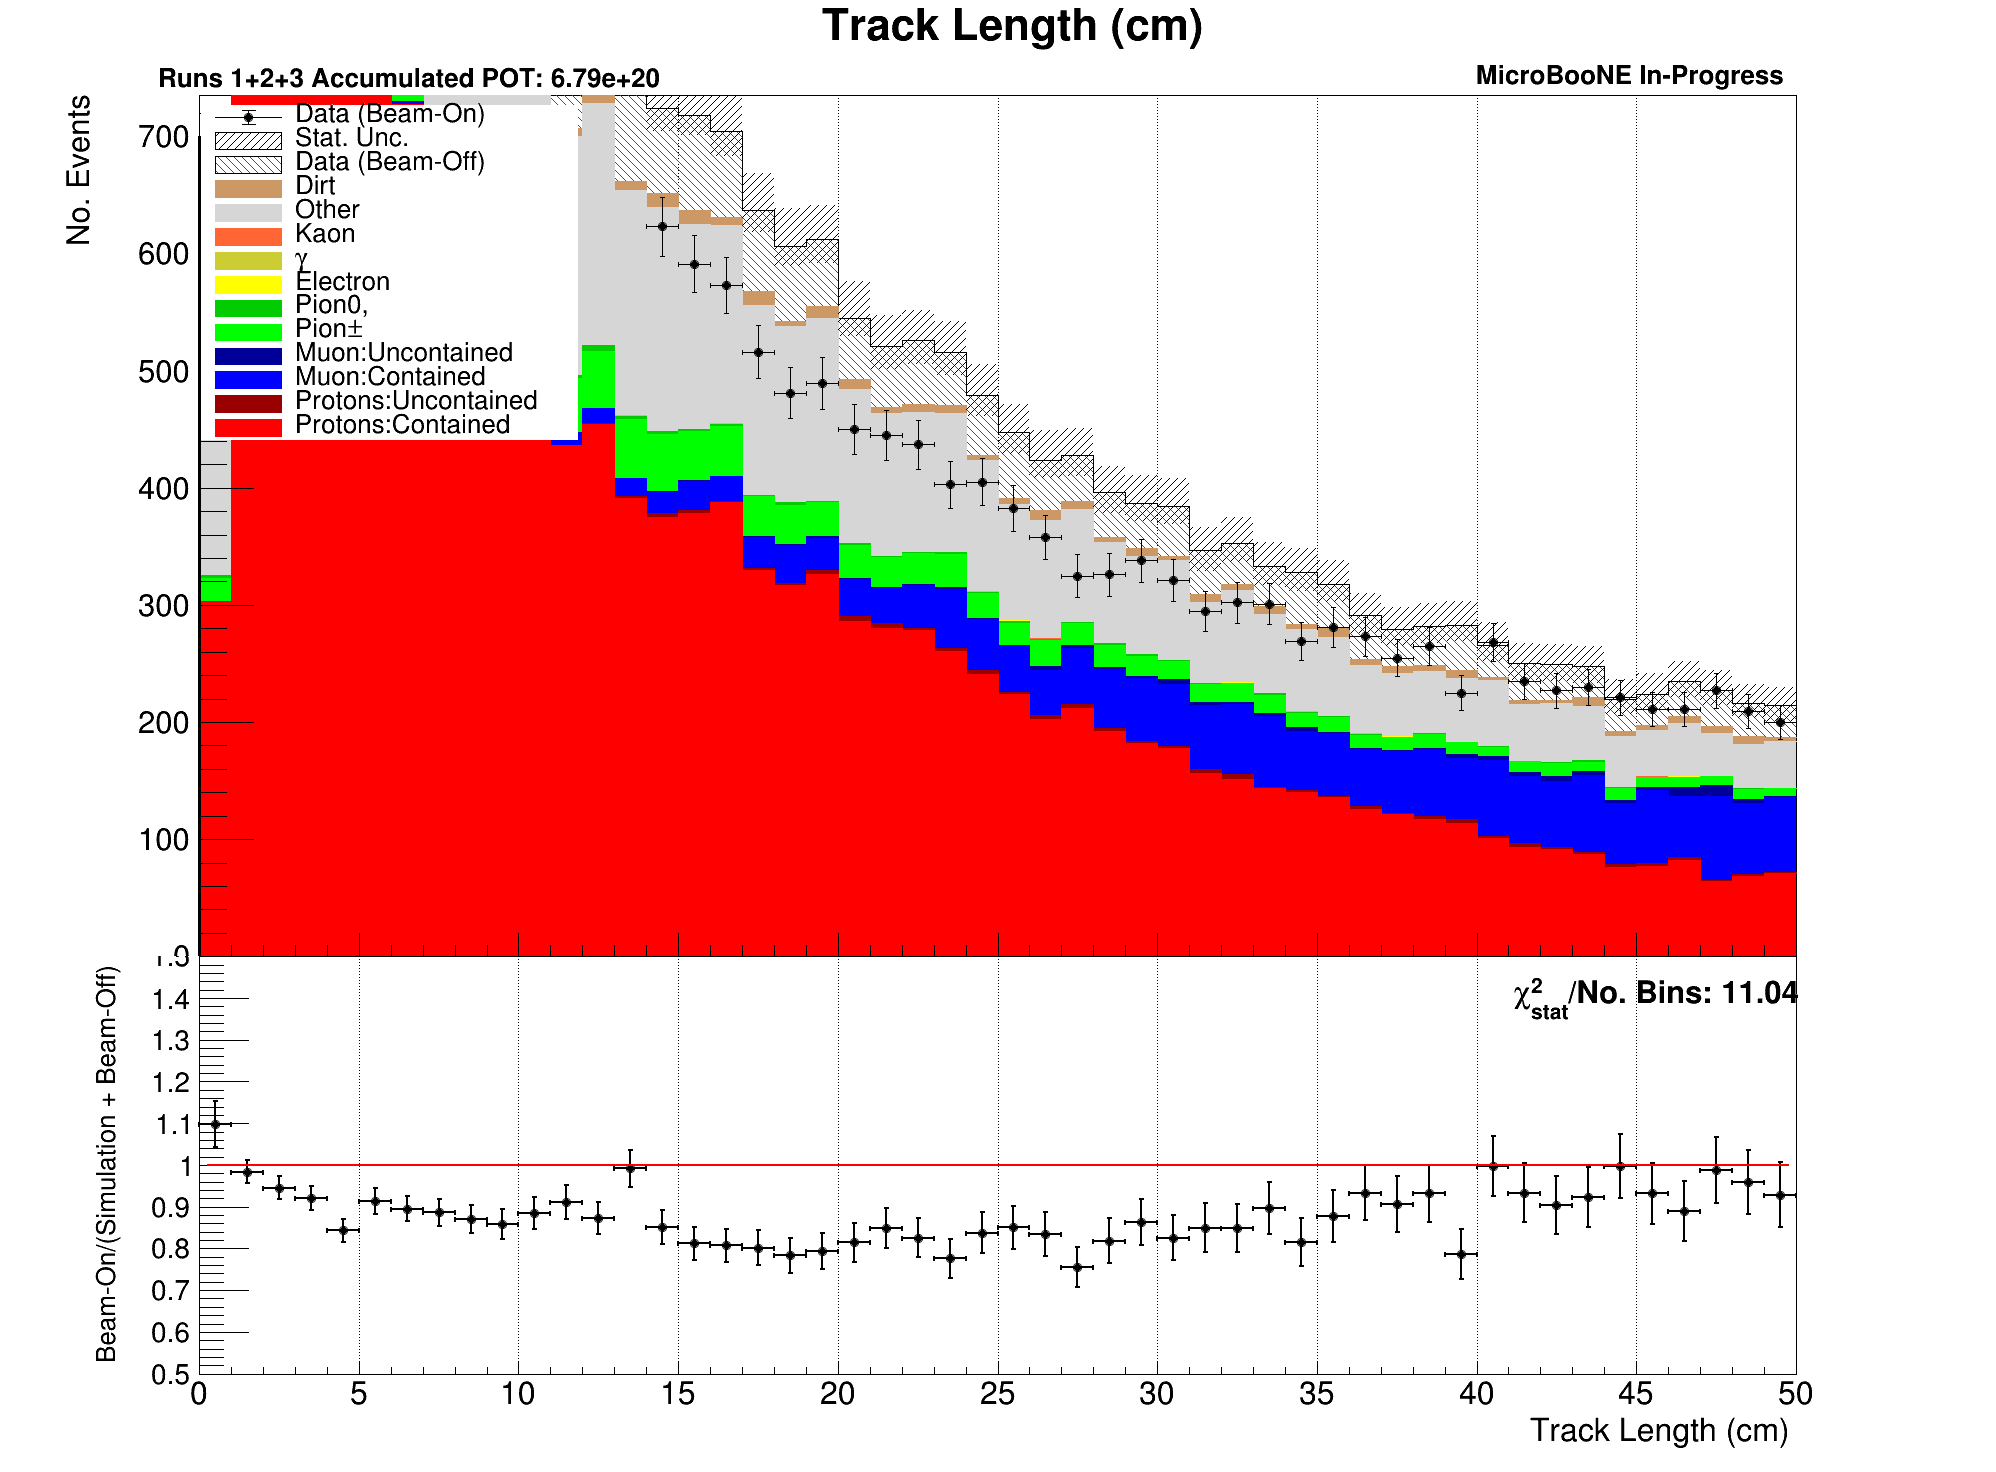 Track Length (cm)
Runs 1+2+3 Accumulated POT: 6.79e+20
MicroBooNE In-Progress
No. Events
700
600
500
400
300
200
100
0
Data (Beam-On)
Stat. Unc.
Data (Beam-Off)
Dirt
Other
Kaon
γ
Electron
Pion0,
Pion±
Muon:Uncontained
Muon:Contained
Protons:Uncontained
Protons:Contained
Beam-On/(Simulation + Beam-Off)
1.5
1.4
1.3
1.2
1.1
1
0.9
0.8
0.7
0.6
0.5
χ²stat/No. Bins: 11.04
0 5 10 15 20 25 30 35 40 45 50
Track Length (cm)